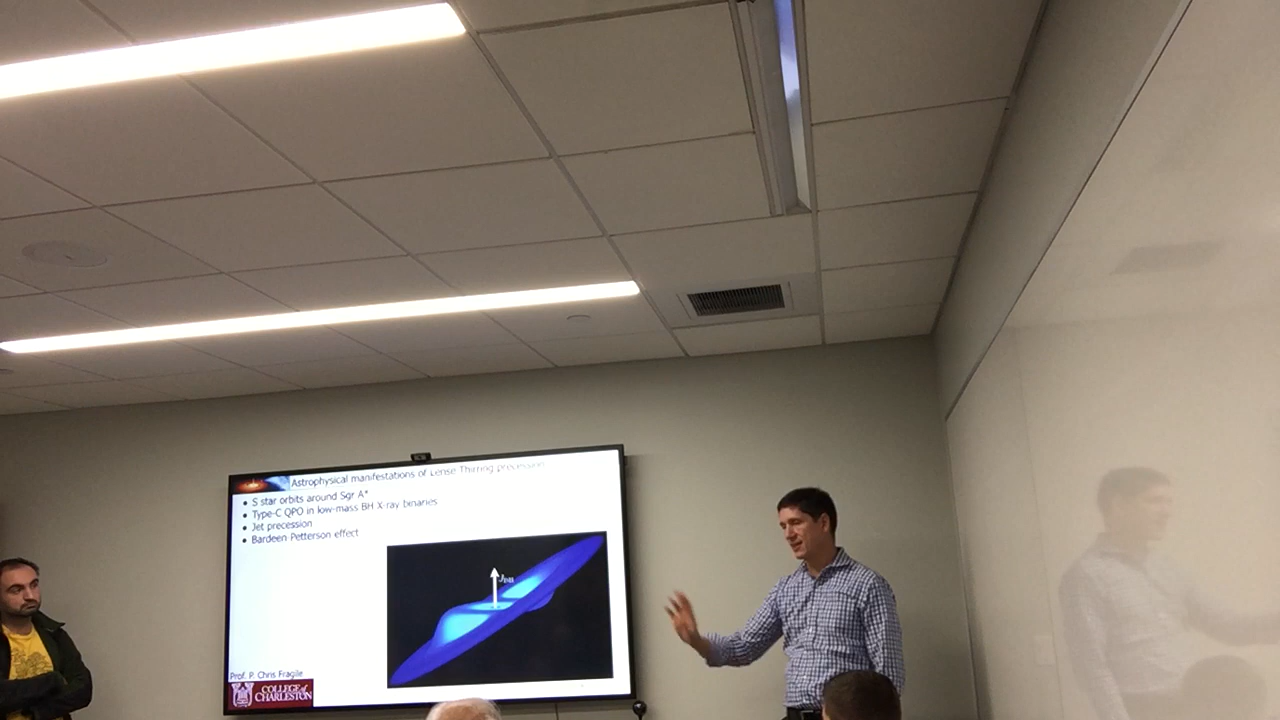 Astrophysical manifestations of Lense Thirring precession
• S star orbits around Sgr A*
• Type-C QPO in low-mass BH X-ray binaries
• Jet precession
• Bardeen Petterson effect
J_BH
Prof. P. Chris Fragile
COLLEGE of
CHARLESTON